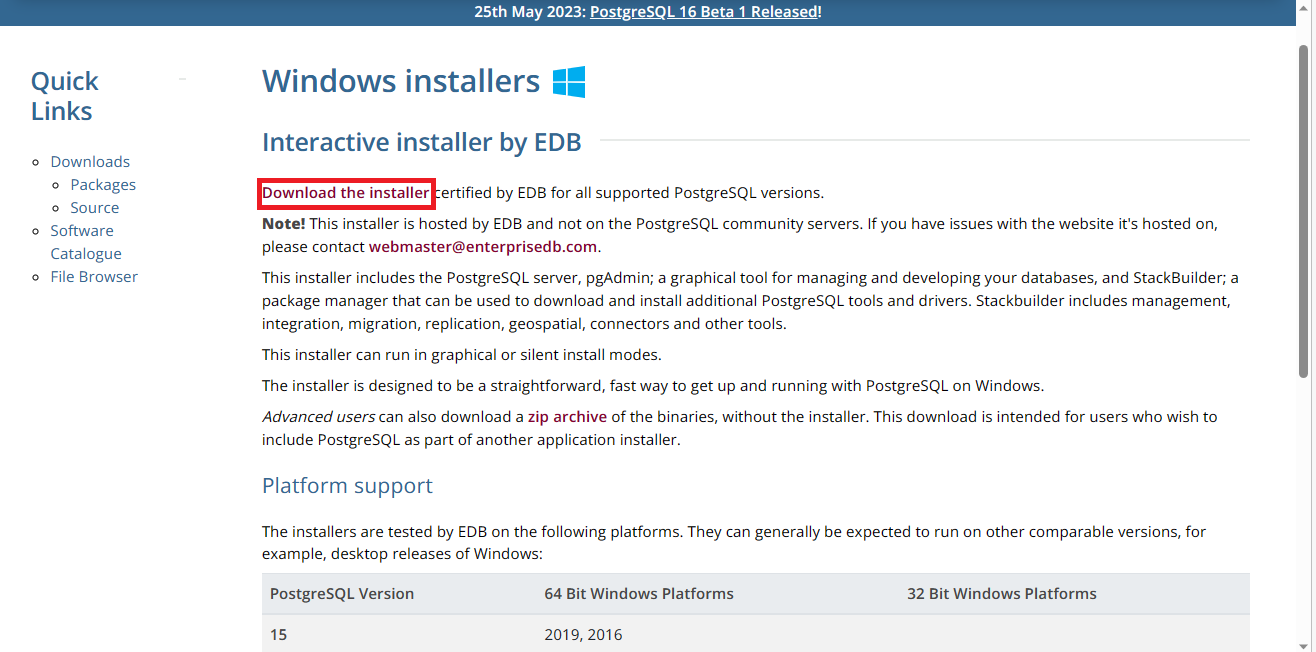 25th May 2023: PostgreSQL 16 Beta 1 Released!
Quick
Links
Downloads
Packages
Source
Software
Catalogue
File Browser
Windows installers
Interactive installer by EDB
Download the installer certified by EDB for all supported PostgreSQL versions.
Note! This installer is hosted by EDB and not on the PostgreSQL community servers. If you have issues with the website it's hosted on,
please contact webmaster@enterprisedb.com.
This installer includes the PostgreSQL server, pgAdmin; a graphical tool for managing and developing your databases, and StackBuilder; a
package manager that can be used to download and install additional PostgreSQL tools and drivers. Stackbuilder includes management,
integration, migration, replication, geospatial, connectors and other tools.
This installer can run in graphical or silent install modes.
The installer is designed to be a straightforward, fast way to get up and running with PostgreSQL on Windows.
Advanced users can also download a zip archive of the binaries, without the installer. This download is intended for users who wish to
include PostgreSQL as part of another application installer.
Platform support
The installers are tested by EDB on the following platforms. They can generally be expected to run on other comparable versions, for
example, desktop releases of Windows:
PostgreSQL Version 64 Bit Windows Platforms 32 Bit Windows Platforms
15 2019, 2016